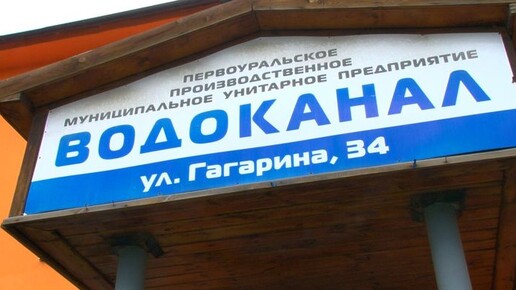 ПЕРВОУРАЛЬСКОЕ
ПРОИЗВОДСТВЕННОЕ
МУНИЦИПАЛЬНОЕ УНИТАРНОЕ ПРЕДПРИЯТИЕ
ВОДОКАНАЛ
ул. Гагарина, 34